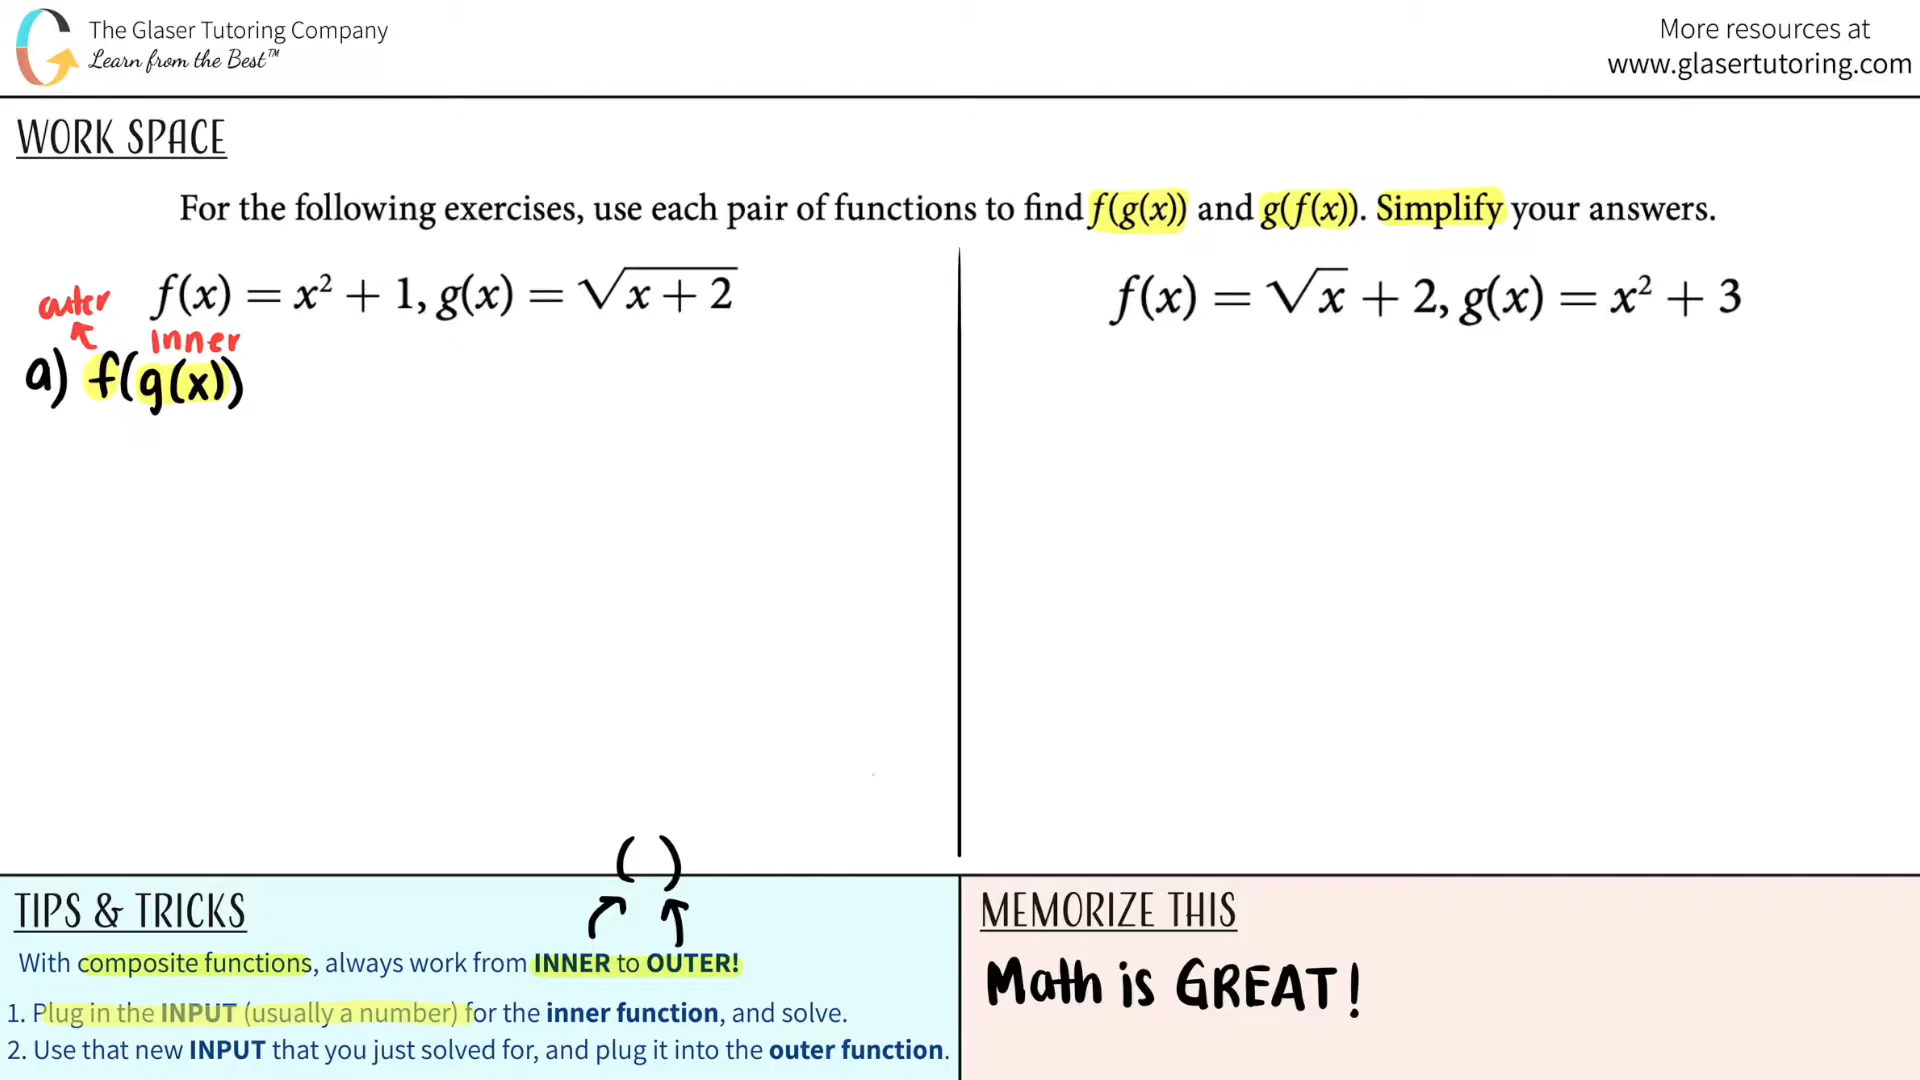 The Glaser Tutoring Company
Learn from the Best™
More resources at
www.glasertutoring.com
WORK SPACE
For the following exercises, use each pair of functions to find f(g(x)) and g(f(x)). Simplify your answers.
f(x) = x² + 1, g(x) = √(x + 2)
outer
inner
a) f(g(x))
f(x) = √x + 2, g(x) = x² + 3
( )
TIPS & TRICKS
With composite functions, always work from INNER to OUTER!
1. Plug in the INPUT (usually a number) for the inner function, and solve.
2. Use that new INPUT that you just solved for, and plug it into the outer function.
MEMORIZE THIS
Math is GREAT!